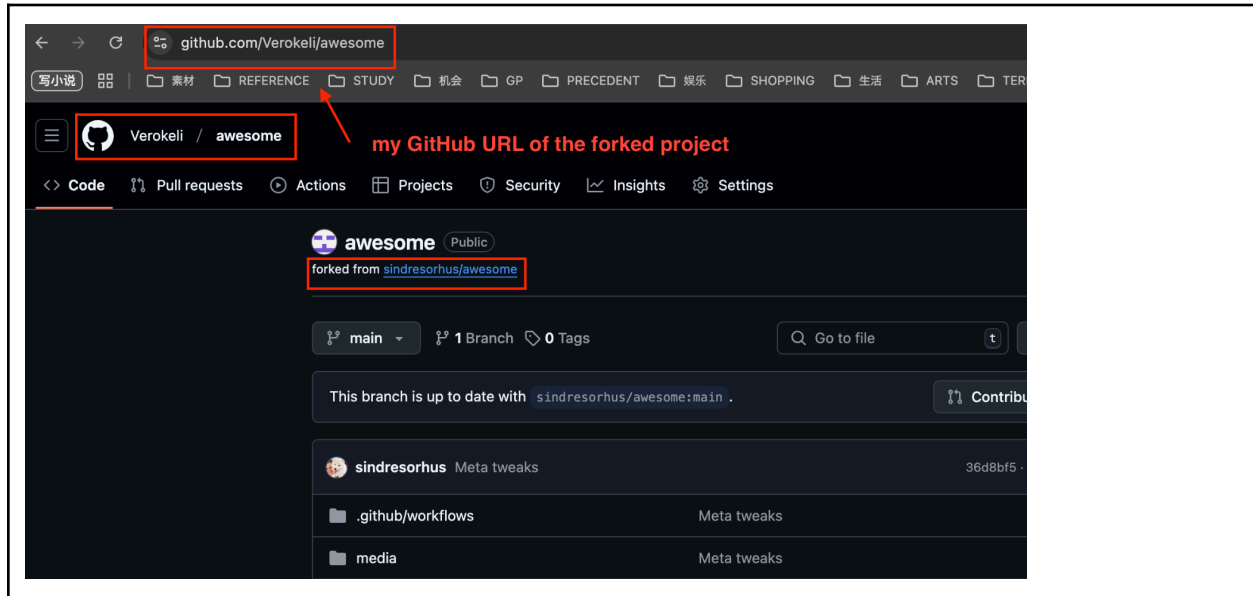 github.com/Verokeli/awesome
写小说 素材 REFERENCE STUDY 机会 GP PRECEDENT 娱乐 SHOPPING 生活 ARTS TER
Verokeli / awesome
my GitHub URL of the forked project
<> Code Pull requests Actions Projects Security Insights Settings
awesome Public
forked from sindresorhus/awesome
main 1 Branch 0 Tags Go to file t
This branch is up to date with sindresorhus/awesome:main . Contribu
sindresorhus Meta tweaks 36d8bf5 ·
.github/workflows Meta tweaks
media Meta tweaks